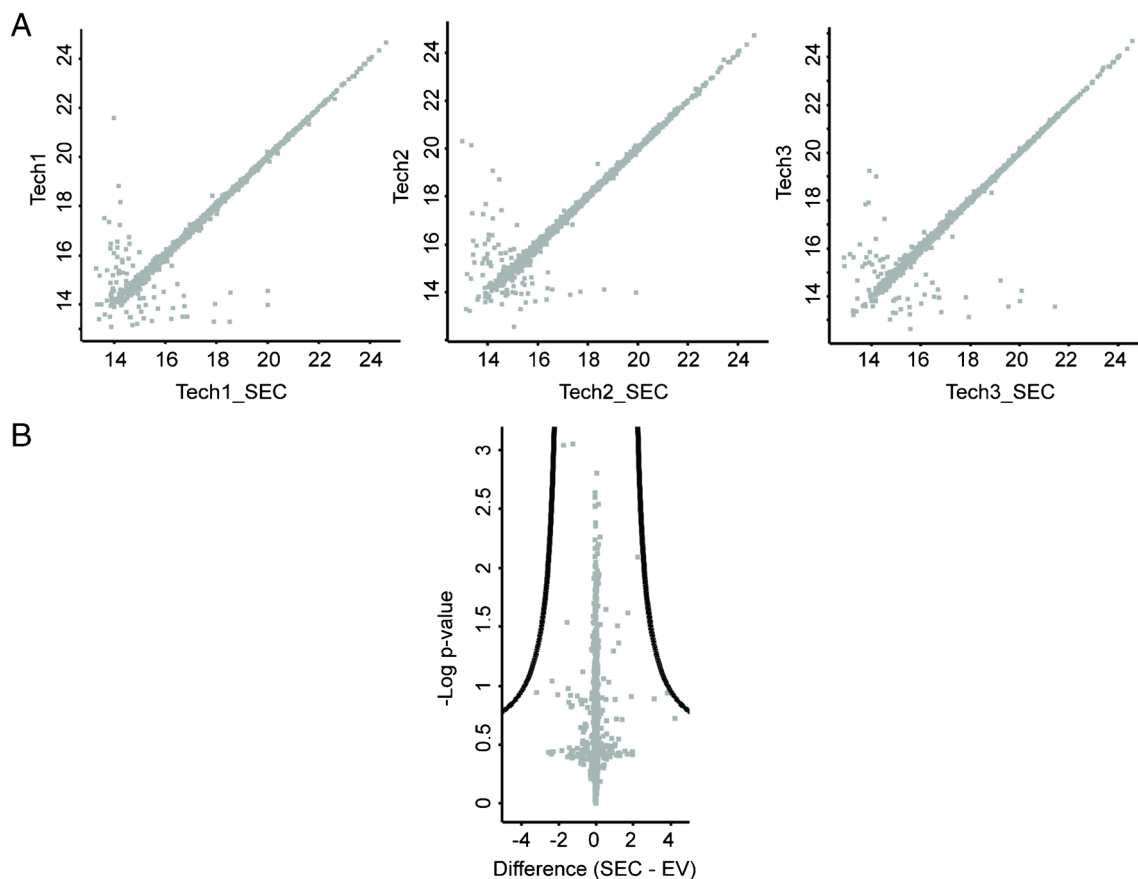 A
Tech1
24
22
20
18
16
14
14 16 18 20 22 24
Tech1_SEC
Tech2
24
22
20
18
16
14
14 16 18 20 22 24
Tech2_SEC
Tech3
24
22
20
18
16
14
14 16 18 20 22 24
Tech3_SEC
B
-Log p-value
3
2.5
2
1.5
1
0.5
0
-4 -2 0 2 4
Difference (SEC - EV)